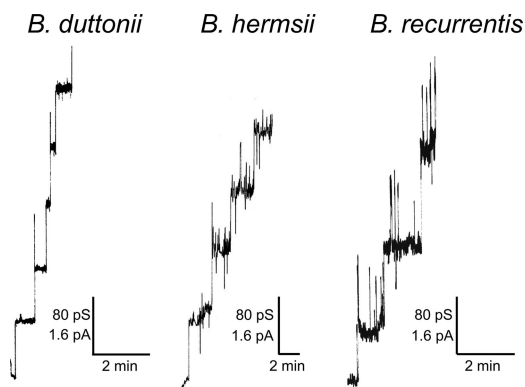 B. duttonii
B. hermsii
B. recurrentis
80 pS
1.6 pA
2 min
80 pS
1.6 pA
2 min
80 pS
1.6 pA
2 min